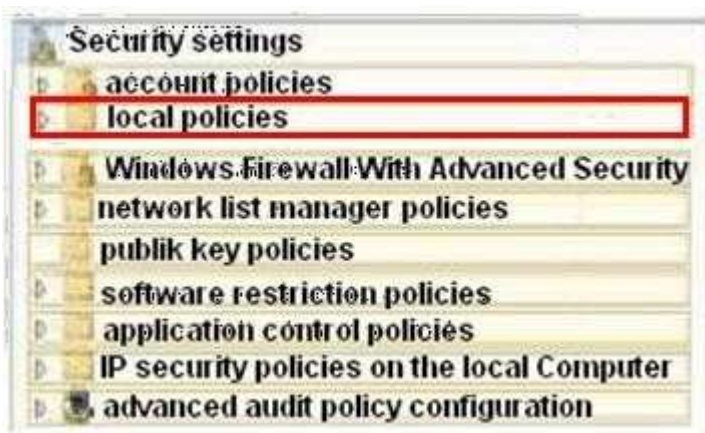 Security settings
account policies
local policies
Windows Firewall With Advanced Security
network list manager policies
publik key policies
software restriction policies
application control policies
IP security policies on the local Computer
advanced audit policy configuration